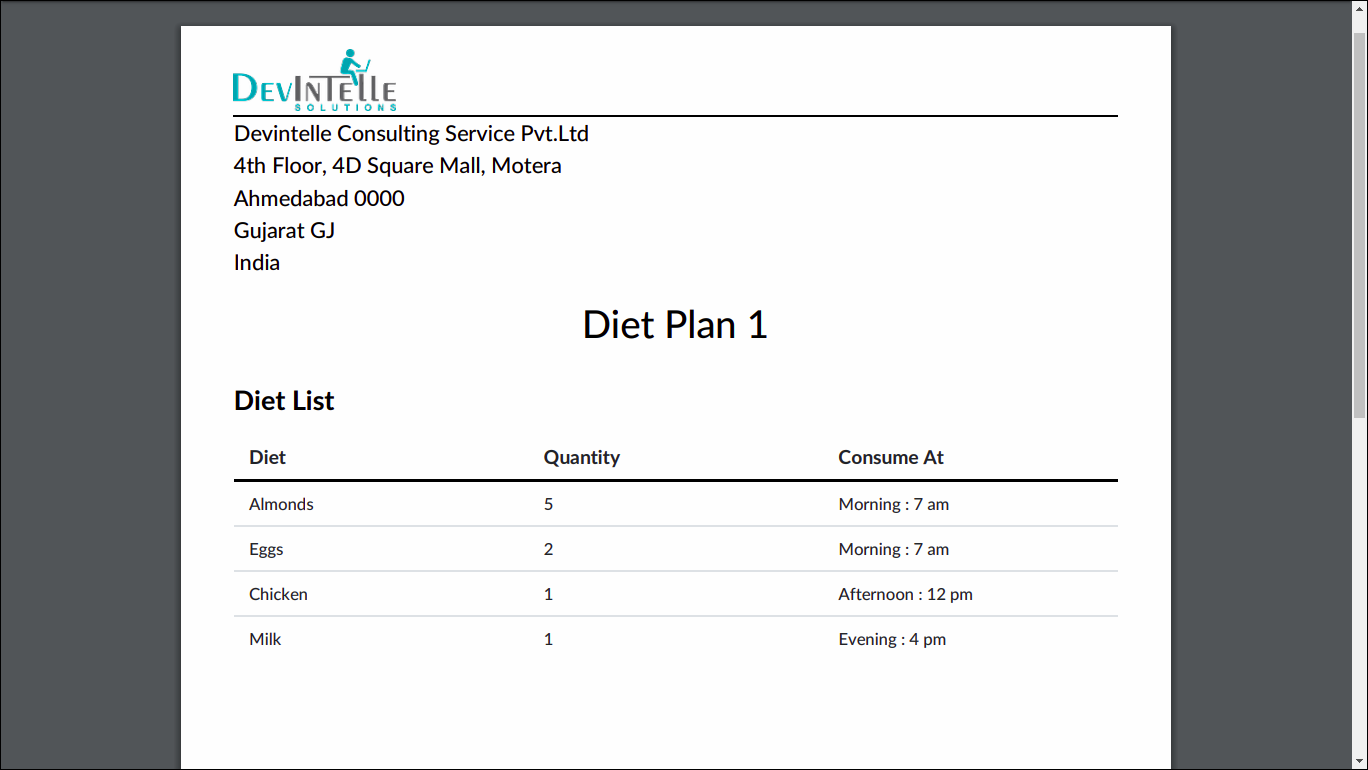 DEVINTELLE
SOLUTIONS
Devintelle Consulting Service Pvt.Ltd
4th Floor, 4D Square Mall, Motera
Ahmedabad 0000
Gujarat GJ
India
Diet Plan 1
Diet List
Diet Quantity Consume At
Almonds 5 Morning : 7 am
Eggs 2 Morning : 7 am
Chicken 1 Afternoon : 12 pm
Milk 1 Evening : 4 pm